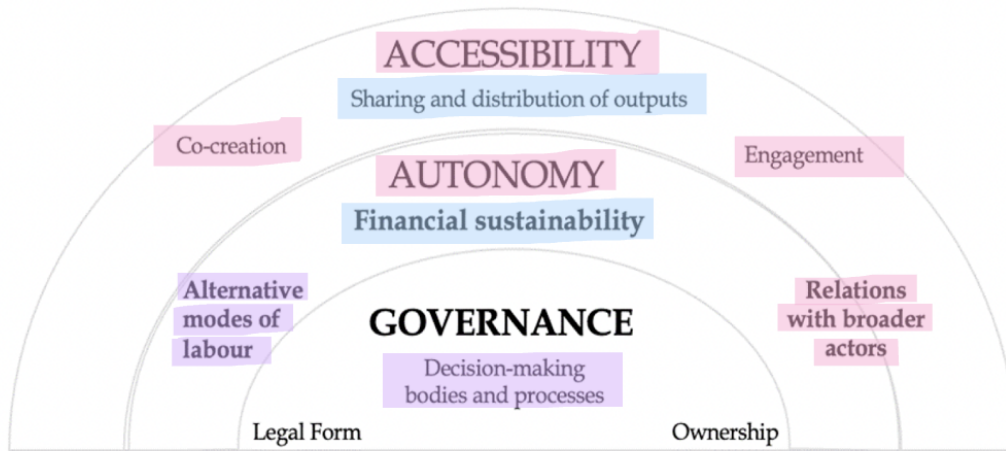 ACCESSIBILITY
Sharing and distribution of outputs
Co-creation
Engagement
AUTONOMY
Financial sustainability
Alternative
modes of
labour
Relations
with broader
actors
GOVERNANCE
Decision-making
bodies and processes
Legal Form
Ownership